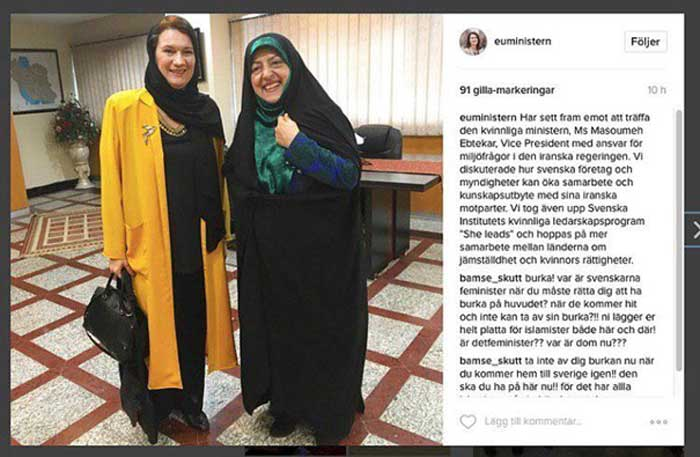 euministern
Följer
91 gilla-markeringar
10 h
euministern Har sett fram emot att träffa
den kvinnliga ministern, Ms Masoumeh
Ebtekar, Vice President med ansvar för
miljöfrågor i den iranska regeringen. Vi
diskuterade hur svenska företag och
myndigheter kan öka samarbete och
kunskapsutbyte med sina iranska
motparter. Vi tog även upp Svenska
Institutets kvinnliga ledarskapsprogram
"She leads" och hoppas på mer
samarbete mellan länderna om
jämställdhet och kvinnors rättigheter.
bamse_skutt burka! var är svenskarna
feminister när du måste rätta dig att ha
burka på huvudet? när de kommer hit
och inte kan ta av sin burka?!! ni lägger er
helt platta för islamister både här och där!
är detfeminister?? var är dom nu???
bamse_skutt ta inte av dig burkan nu när
du kommer hem till sverige igen!! den
ska du ha på här nu!! för det har allla
Lägg till kommentar...